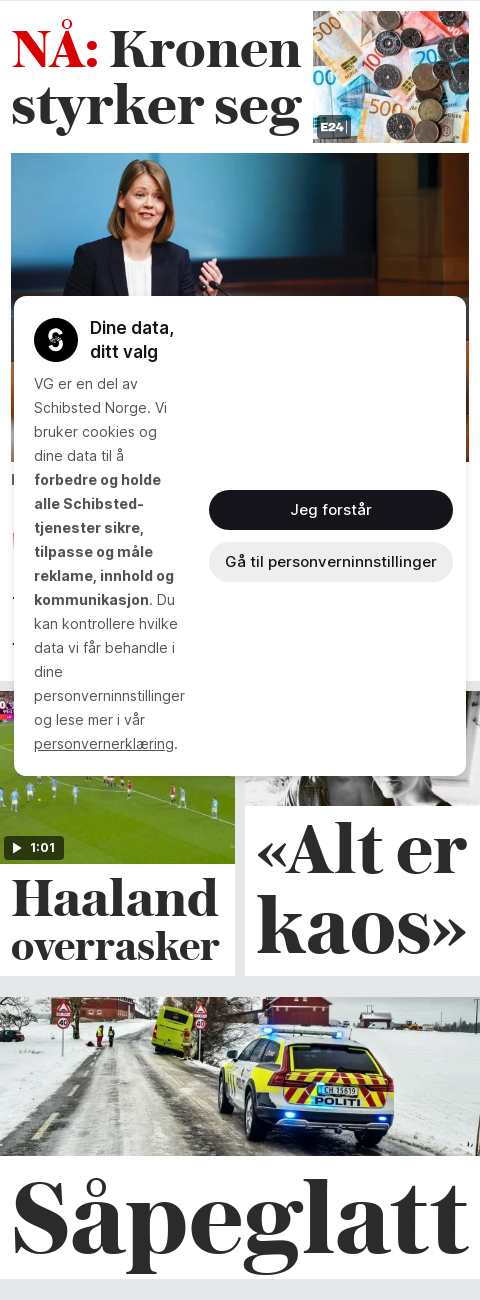 NÅ: Kronen
styrker seg
E24
Dine data,
ditt valg
VG er en del av
Schibsted Norge. Vi
bruker cookies og
dine data til å
forbedre og holde
alle Schibsted-
tjenester sikre,
tilpasse og måle
reklame, innhold og
kommunikasjon. Du
kan kontrollere hvilke
data vi får behandle i
dine
personverninnstillinger
og lese mer i vår
personvernerklæring.
Jeg forstår
Gå til personverninnstillinger
1:01
Haaland
overrasker
«Alt er
kaos»
40
40
CH 15619
POLITI
Såpeglatt